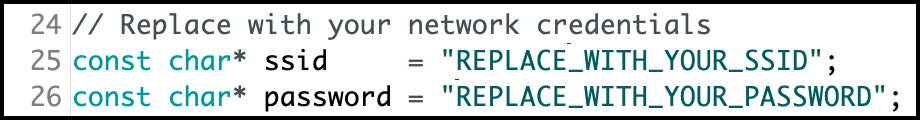 24 // Replace with your network credentials
25 const char* ssid     = "REPLACE_WITH_YOUR_SSID";
26 const char* password = "REPLACE_WITH_YOUR_PASSWORD";